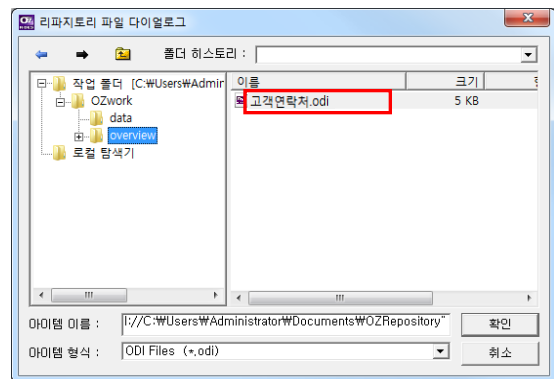 리파지토리 파일 다이얼로그
폴더 히스토리 :
작업 폴더 [C:₩Users₩Admir
OZwork
data
overview
로컬 탐색기
이름 크기
고객연락처.odi 5 KB
아이템 이름 : l://C:₩Users₩Administrator₩Documents₩OZRepository"
확인
아이템 형식 : ODI Files (*.odi)
취소